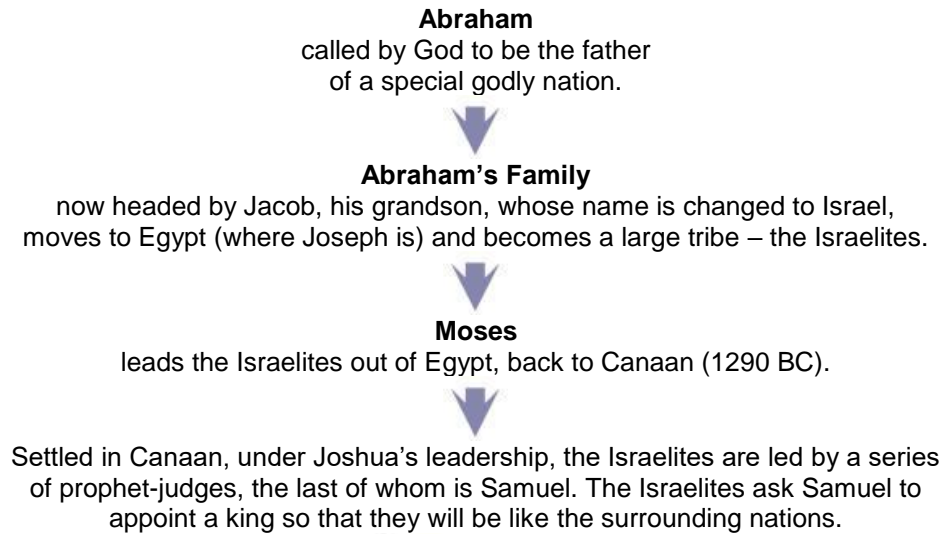 Abraham
called by God to be the father
of a special godly nation.
Abraham’s Family
now headed by Jacob, his grandson, whose name is changed to Israel,
moves to Egypt (where Joseph is) and becomes a large tribe – the Israelites.
Moses
leads the Israelites out of Egypt, back to Canaan (1290 BC).
Settled in Canaan, under Joshua’s leadership, the Israelites are led by a series
of prophet-judges, the last of whom is Samuel. The Israelites ask Samuel to
appoint a king so that they will be like the surrounding nations.